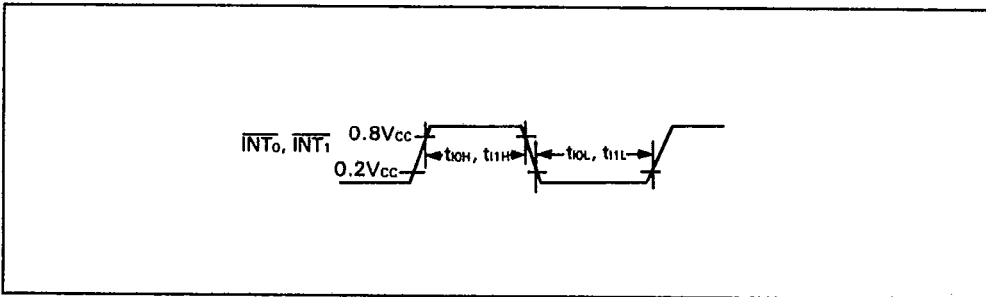 INT0, INT1 0.8Vcc
tI0H, tI1H tI0L, tI1L
0.2Vcc